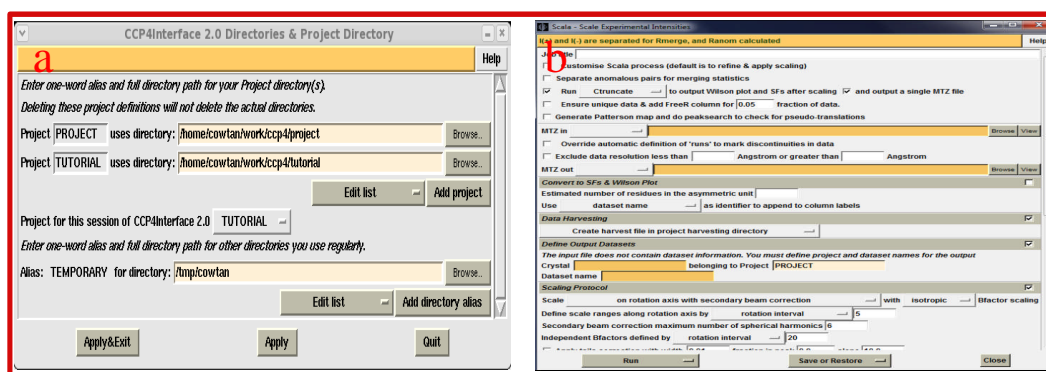 CCP4Interface 2.0 Directories & Project Directory
a
Help
Enter one-word alias and full directory path for your Project directory(s).
Deleting these project definitions will not delete the actual directories.
Project PROJECT uses directory: /home/cowtan/work/ccp4/project Browse..
Project TUTORIAL uses directory: /home/cowtan/work/ccp4/tutorial Browse..
Edit list Add project
Project for this session of CCP4Interface 2.0 TUTORIAL
Enter one-word alias and full directory path for other directories you use regularly.
Alias: TEMPORARY for directory: /tmp/cowtan Browse..
Edit list Add directory alias
Apply&Exit Apply Quit
Scala - Scale Experimental Intensities
I(+) and I(-) are separated for Rmerge, and Ranom calculated Help
b
Job title
Customise Scala process (default is to refine & apply scaling)
Separate anomalous pairs for merging statistics
Run Ctruncate to output Wilson plot and SFs after scaling and output a single MTZ file
Ensure unique data & add FreeR column for 0.05 fraction of data.
Generate Patterson map and do peaksearch to check for pseudo-translations
MTZ in Browse View
Override automatic definition of 'runs' to mark discontinuities in data
Exclude data resolution less than Angstrom or greater than Angstrom
MTZ out Browse View
Convert to SFs & Wilson Plot
Estimated number of residues in the asymmetric unit
Use dataset name as identifier to append to column labels
Data Harvesting
Create harvest file in project harvesting directory
Define Output Datasets
The input file does not contain dataset information. You must define project and dataset names for the output
Crystal belonging to Project PROJECT
Dataset name
Scaling Protocol
Scale on rotation axis with secondary beam correction with isotropic Bfactor scaling
Define scale ranges along rotation axis by rotation interval 5
Secondary beam correction maximum number of spherical harmonics 6
Independent Bfactors defined by rotation interval 20
Run Save or Restore Close